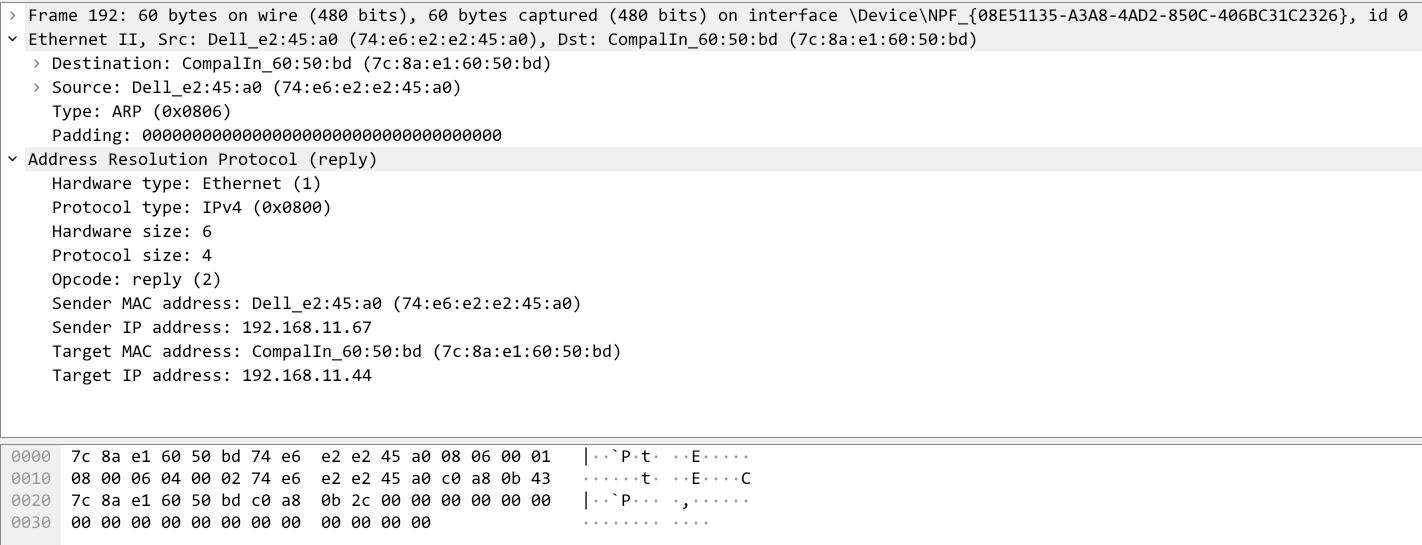 Frame 192: 60 bytes on wire (480 bits), 60 bytes captured (480 bits) on interface \Device\NPF_{08E51135-A3A8-4AD2-850C-406BC31C2326}, id 0
Ethernet II, Src: Dell_e2:45:a0 (74:e6:e2:e2:45:a0), Dst: CompalIn_60:50:bd (7c:8a:e1:60:50:bd)
Destination: CompalIn_60:50:bd (7c:8a:e1:60:50:bd)
Source: Dell_e2:45:a0 (74:e6:e2:e2:45:a0)
Type: ARP (0x0806)
Padding: 000000000000000000000000000000000000
Address Resolution Protocol (reply)
Hardware type: Ethernet (1)
Protocol type: IPv4 (0x0800)
Hardware size: 6
Protocol size: 4
Opcode: reply (2)
Sender MAC address: Dell_e2:45:a0 (74:e6:e2:e2:45:a0)
Sender IP address: 192.168.11.67
Target MAC address: CompalIn_60:50:bd (7c:8a:e1:60:50:bd)
Target IP address: 192.168.11.44
0000 7c 8a e1 60 50 bd 74 e6 e2 e2 45 a0 08 06 00 01 |··`P·t· ··E·····
0010 08 00 06 04 00 02 74 e6 e2 e2 45 a0 c0 a8 0b 43 ······t· ··E····C
0020 7c 8a e1 60 50 bd c0 a8 0b 2c 00 00 00 00 00 00 |··`P··· ·,······
0030 00 00 00 00 00 00 00 00 00 00 00 00 ········ ····